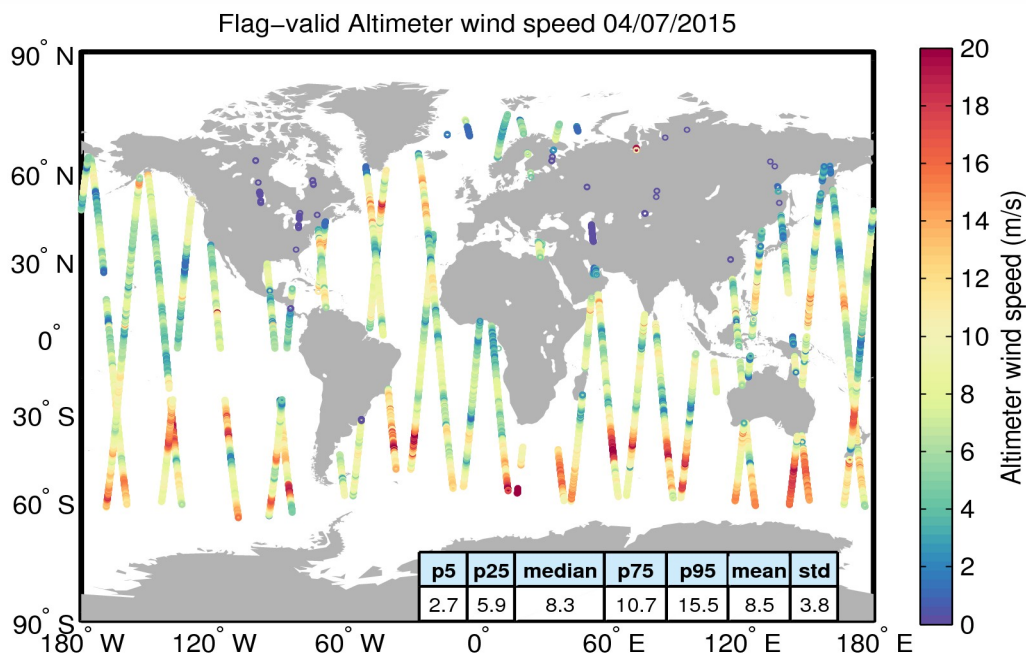 Flag−valid Altimeter wind speed 04/07/2015
90° N
60° N
30° N
0°
30° S
60° S
90° S
180° W
120° W
60° W
0°
60° E
120° E
180° E
p5 p25 median p75 p95 mean std
2.7 5.9 8.3 10.7 15.5 8.5 3.8
20
18
16
14
12
10
8
6
4
2
0
Altimeter wind speed (m/s)